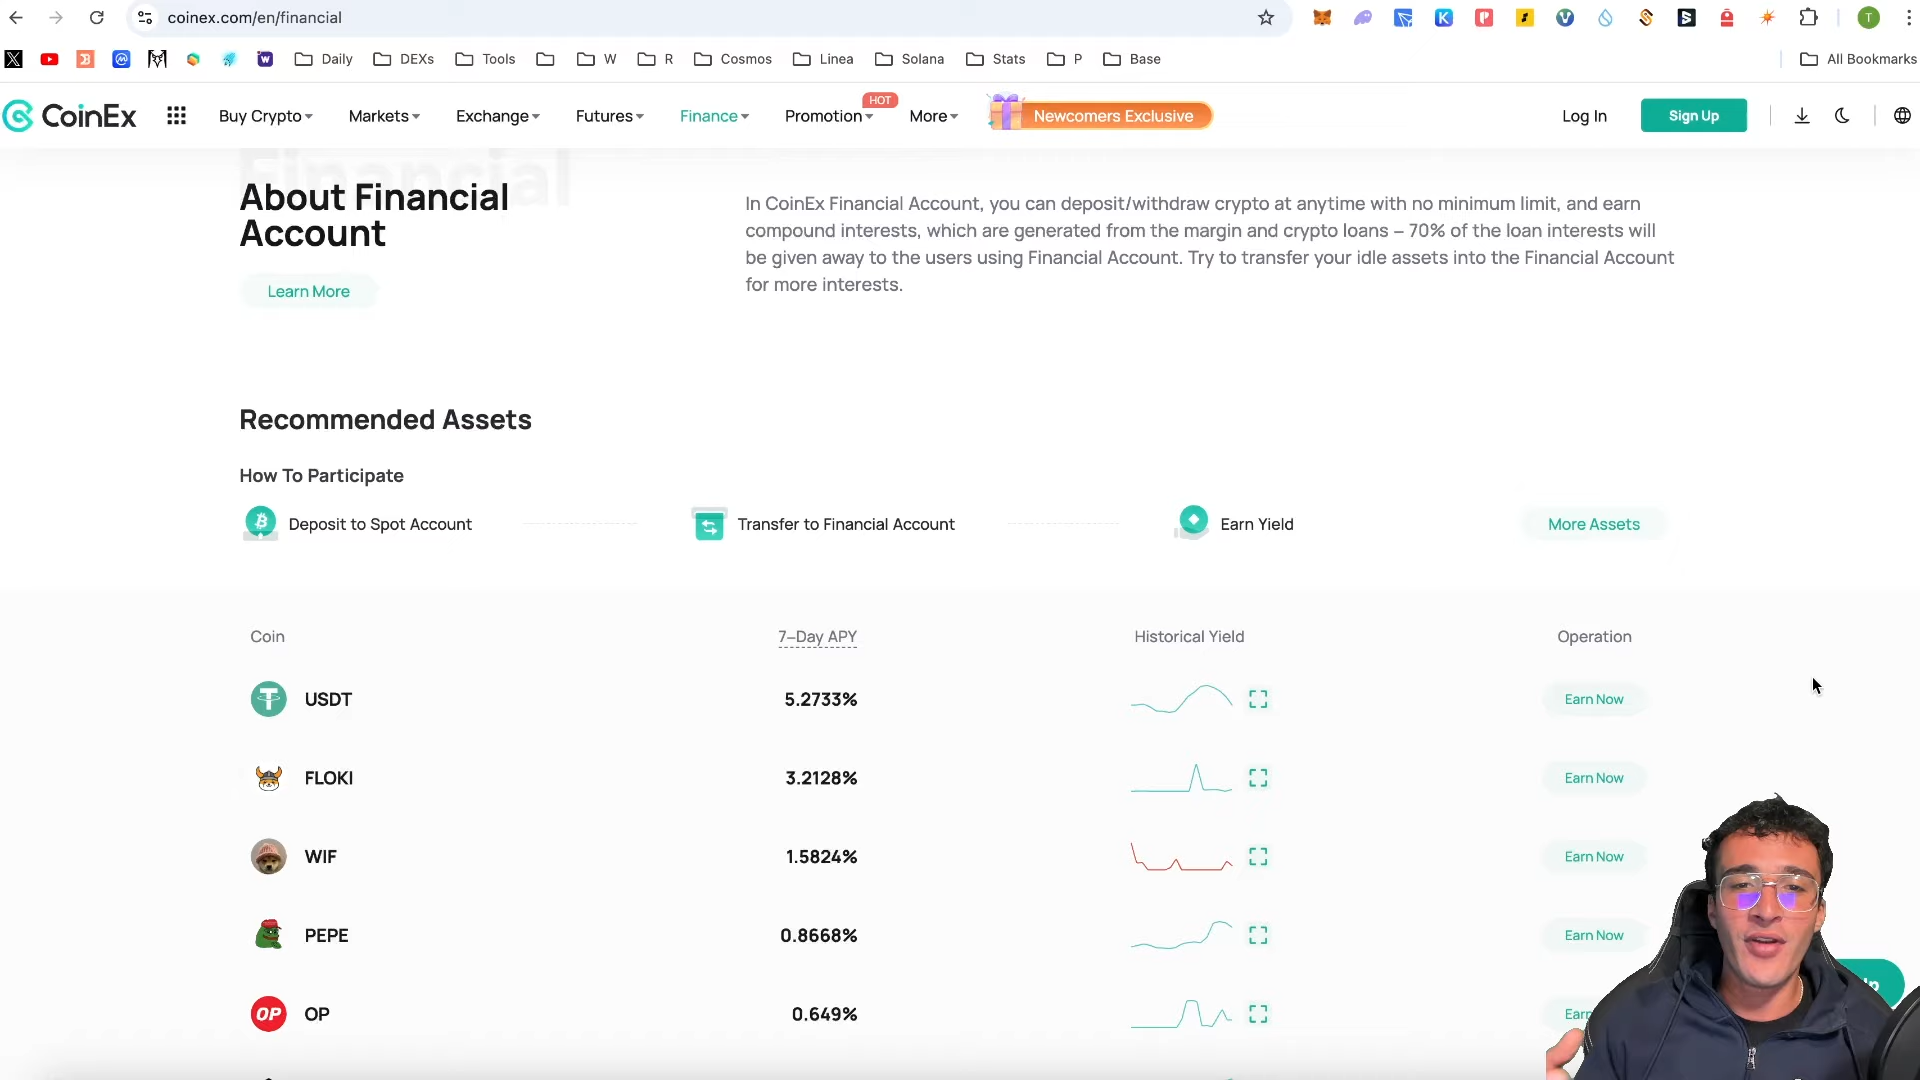 coinex.com/en/financial
T
W
Daily
DEXs
Tools
W
R
Cosmos
Linea
Solana
Stats
P
Base
All Bookmarks
CoinEx
Buy Crypto
Markets
Exchange
Futures
Finance
Promotion
HOT
More
Newcomers Exclusive
Log In
Sign Up
Financial
About Financial
Account
Learn More
In CoinEx Financial Account, you can deposit/withdraw crypto at anytime with no minimum limit, and earn
compound interests, which are generated from the margin and crypto loans – 70% of the loan interests will
be given away to the users using Financial Account. Try to transfer your idle assets into the Financial Account
for more interests.
Recommended Assets
How To Participate
Deposit to Spot Account
Transfer to Financial Account
Earn Yield
More Assets
Coin
7–Day APY
Historical Yield
Operation
USDT
5.2733%
Earn Now
FLOKI
3.2128%
Earn Now
WIF
1.5824%
Earn Now
PEPE
0.8668%
Earn Now
OP
OP
0.649%